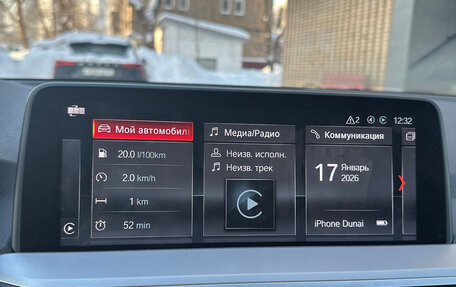 2 12:32
Мой автомобиль
20.0 l/100km
2.0 km/h
1 km
52 min
Медиа/Радио
Неизв. исполн.
Неизв. трек
Коммуникация
17 Январь
2026
iPhone Dunai